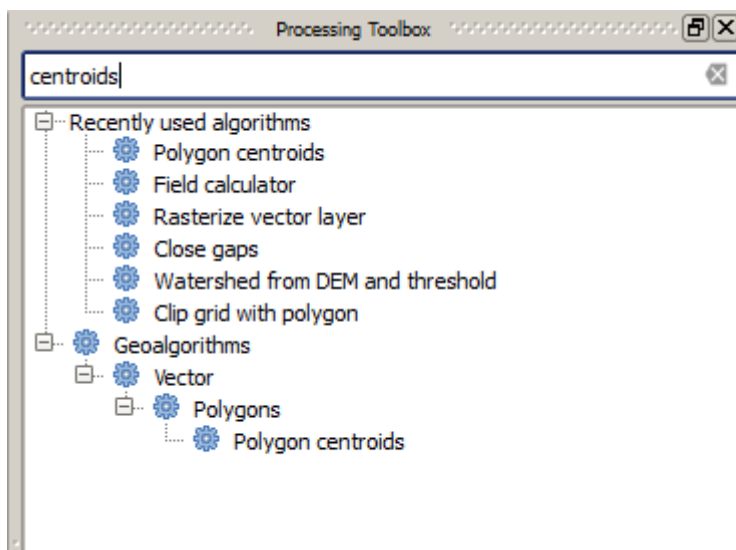 Processing Toolbox
centroids
Recently used algorithms
Polygon centroids
Field calculator
Rasterize vector layer
Close gaps
Watershed from DEM and threshold
Clip grid with polygon
Geoalgorithms
Vector
Polygons
Polygon centroids